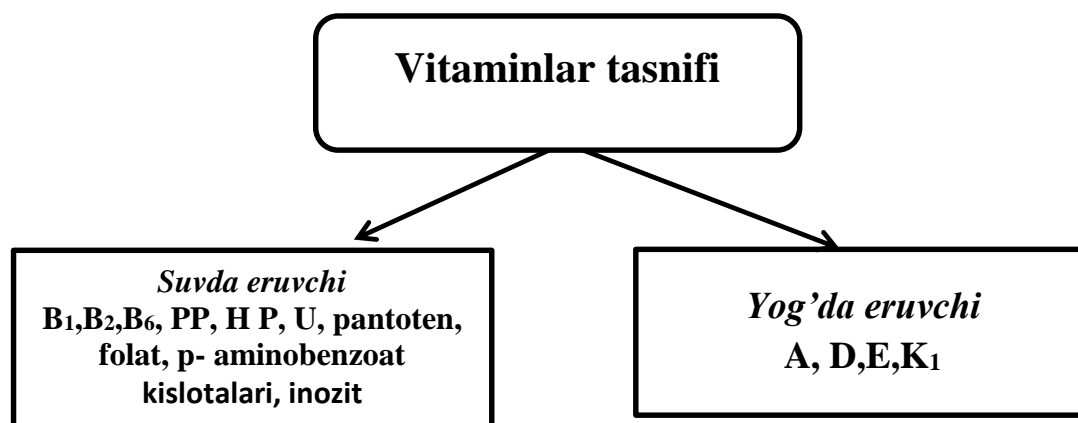 Vitaminlar tasnifi
Suvda eruvchi
B₁,B₂,B₆, PP, H P, U, pantoten,
folat, p- aminobenzoat
kislotalari, inozit
Yog’da eruvchi
A, D,E,K₁